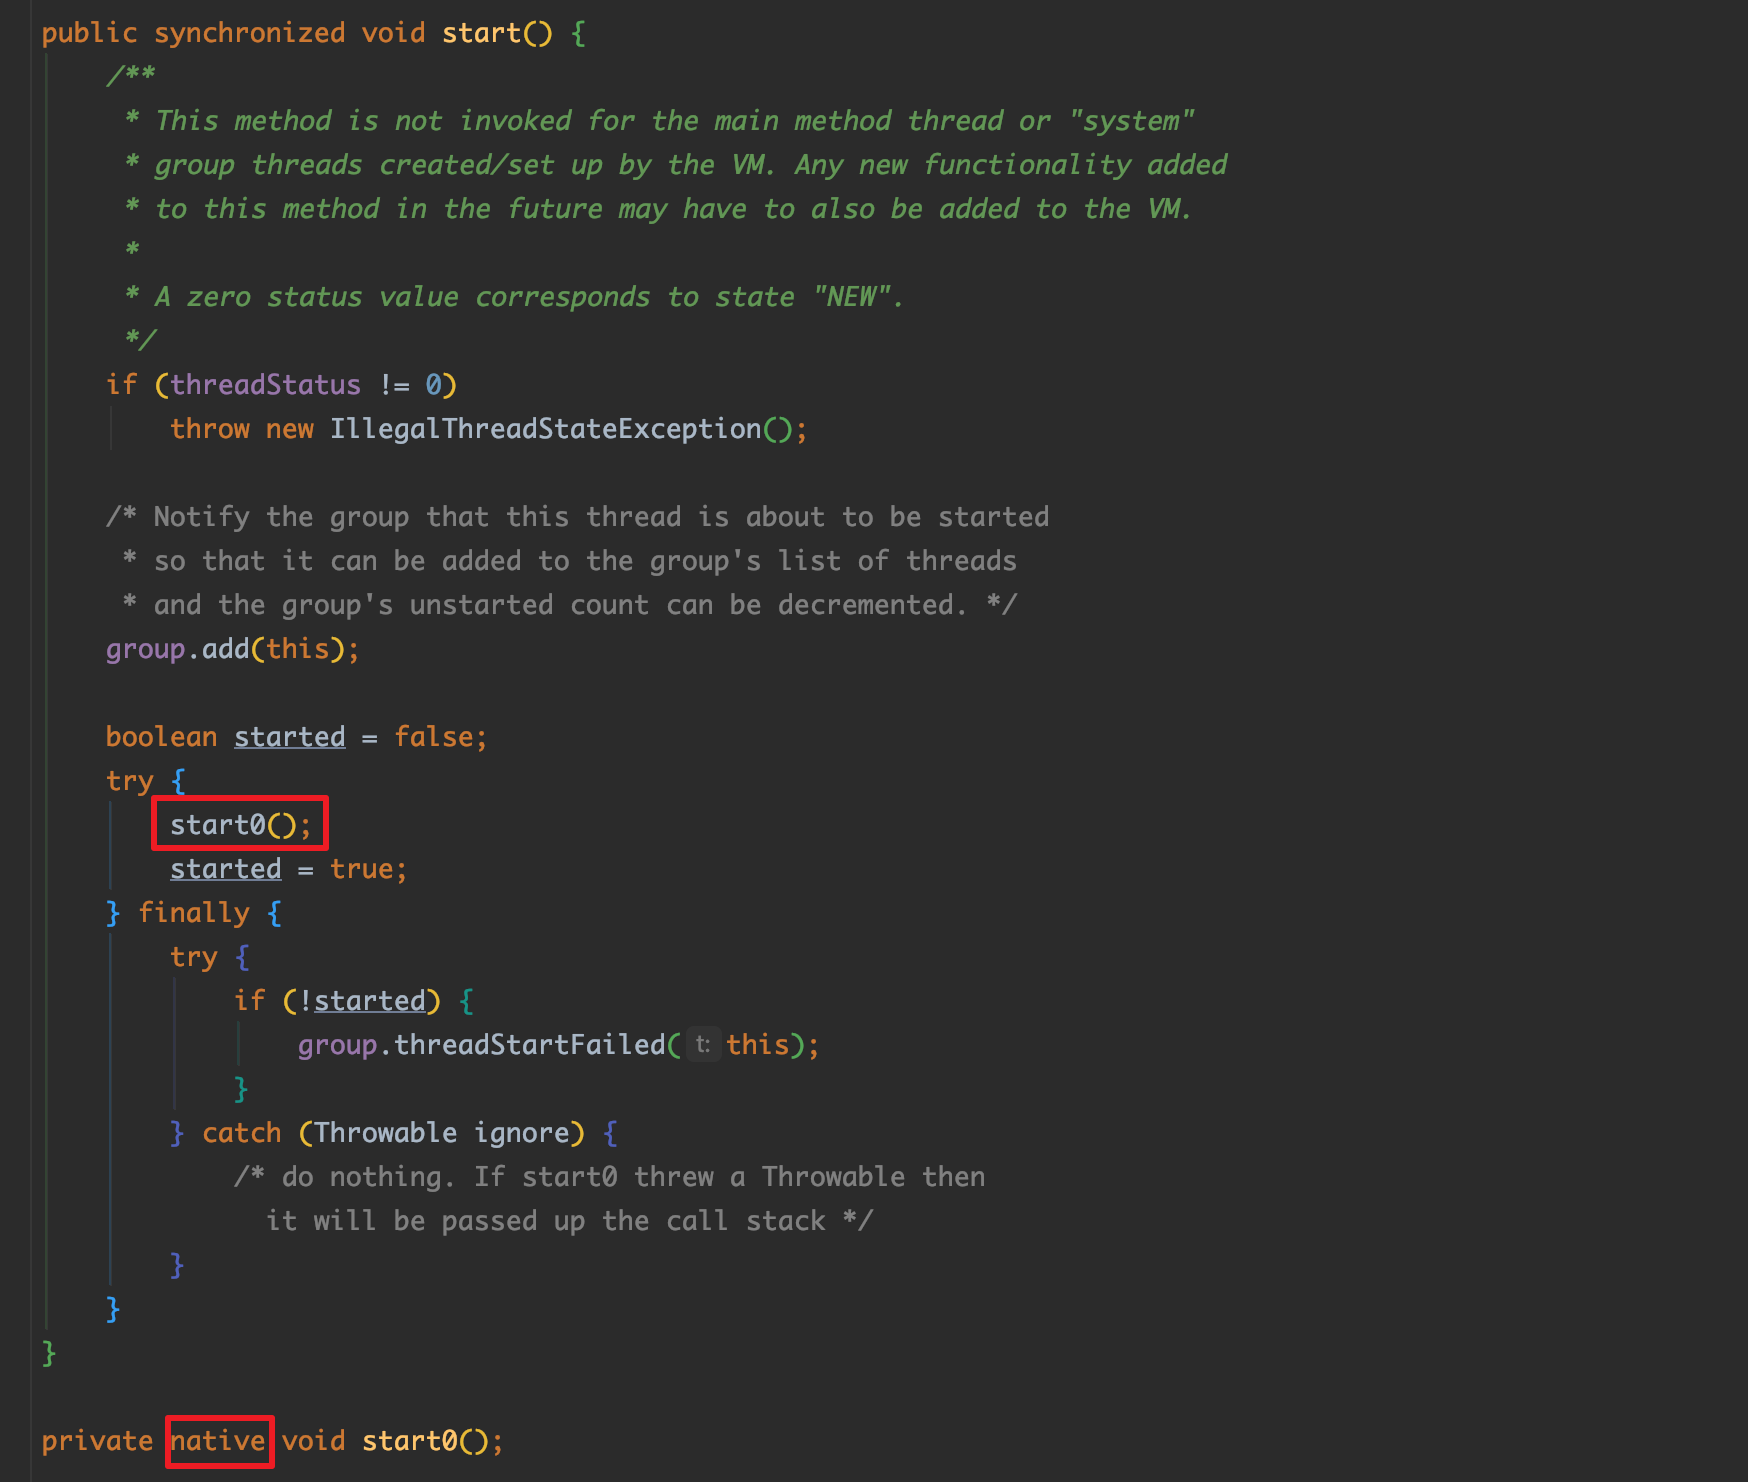 public synchronized void start() {
/**
* This method is not invoked for the main method thread or "system"
* group threads created/set up by the VM. Any new functionality added
* to this method in the future may have to also be added to the VM.
*
* A zero status value corresponds to state "NEW".
*/
if (threadStatus != 0)
throw new IllegalThreadStateException();
/* Notify the group that this thread is about to be started
* so that it can be added to the group's list of threads
* and the group's unstarted count can be decremented. */
group.add(this);
boolean started = false;
try {
start0();
started = true;
} finally {
try {
if (!started) {
group.threadStartFailed( t: this);
}
} catch (Throwable ignore) {
/* do nothing. If start0 threw a Throwable then
it will be passed up the call stack */
}
}
}
private native void start0();